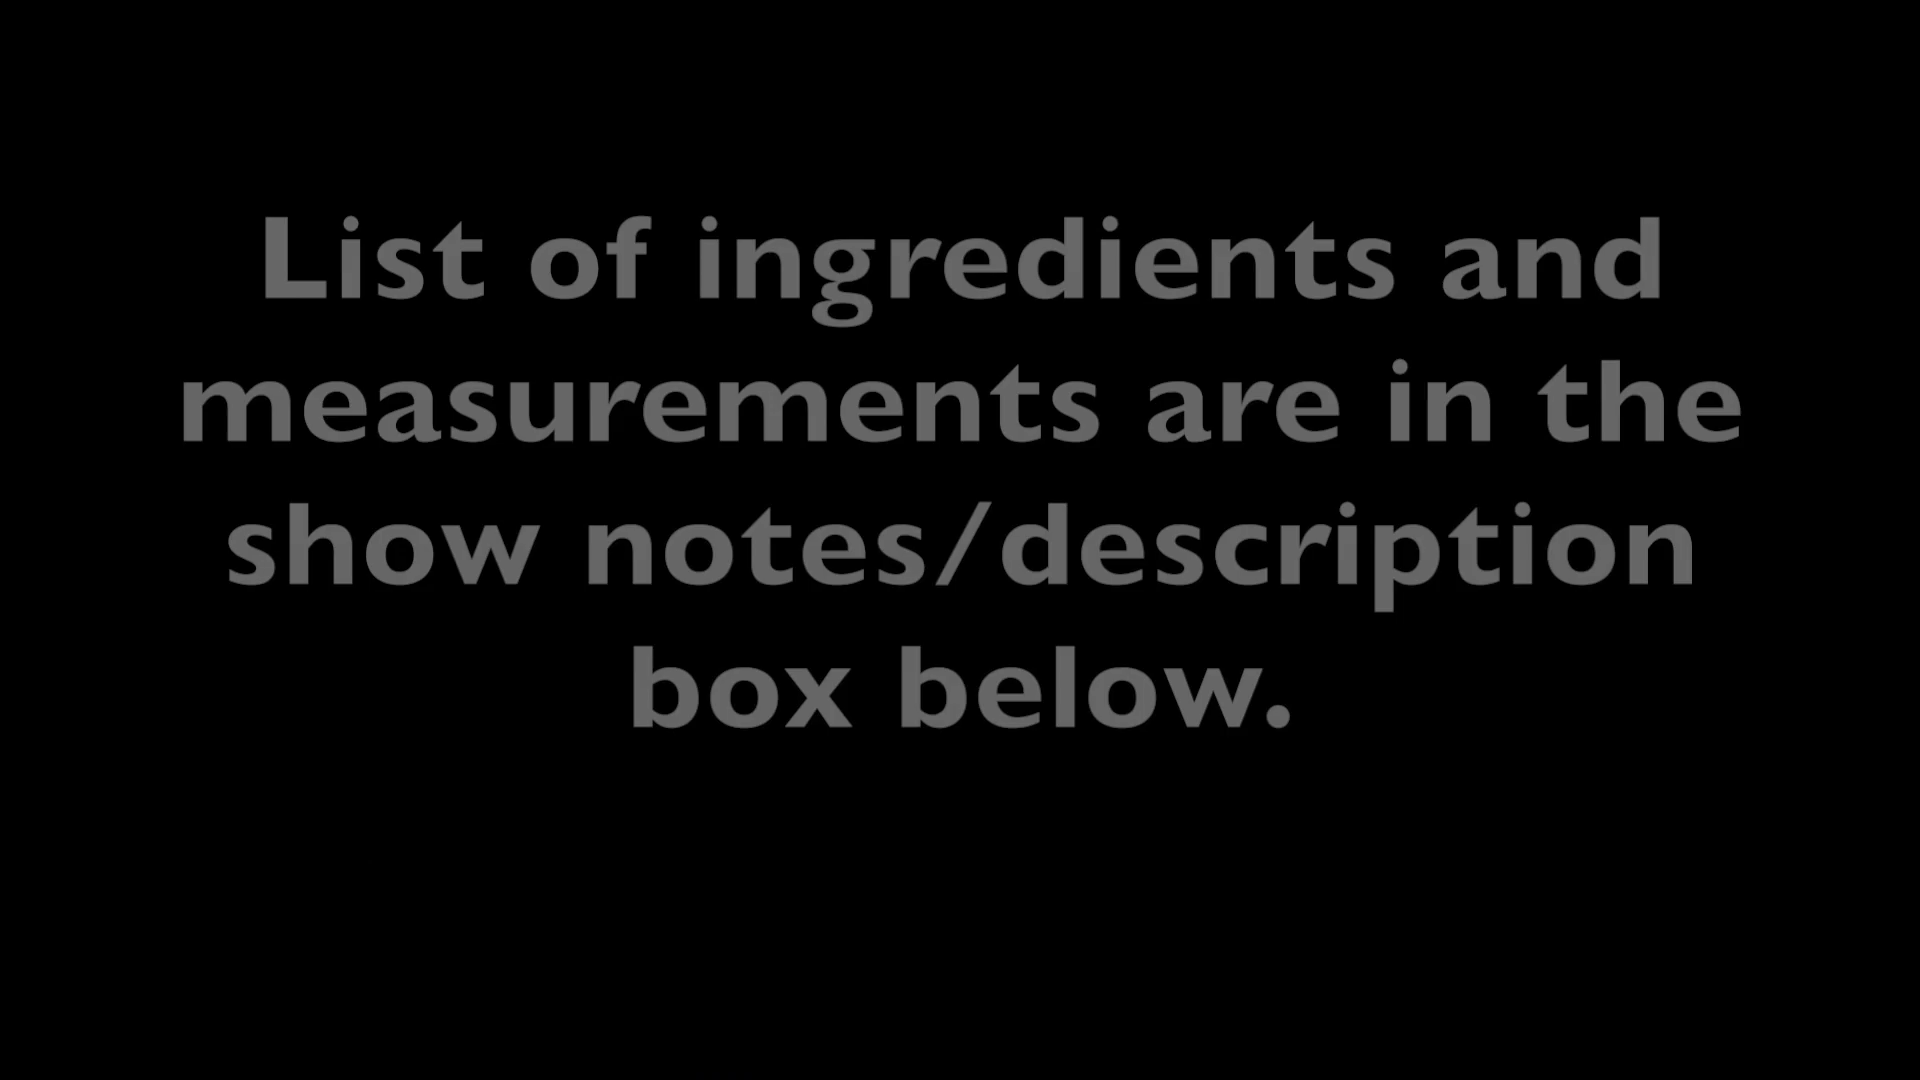 List of ingredients and
measurements are in the
show notes/description
box below.